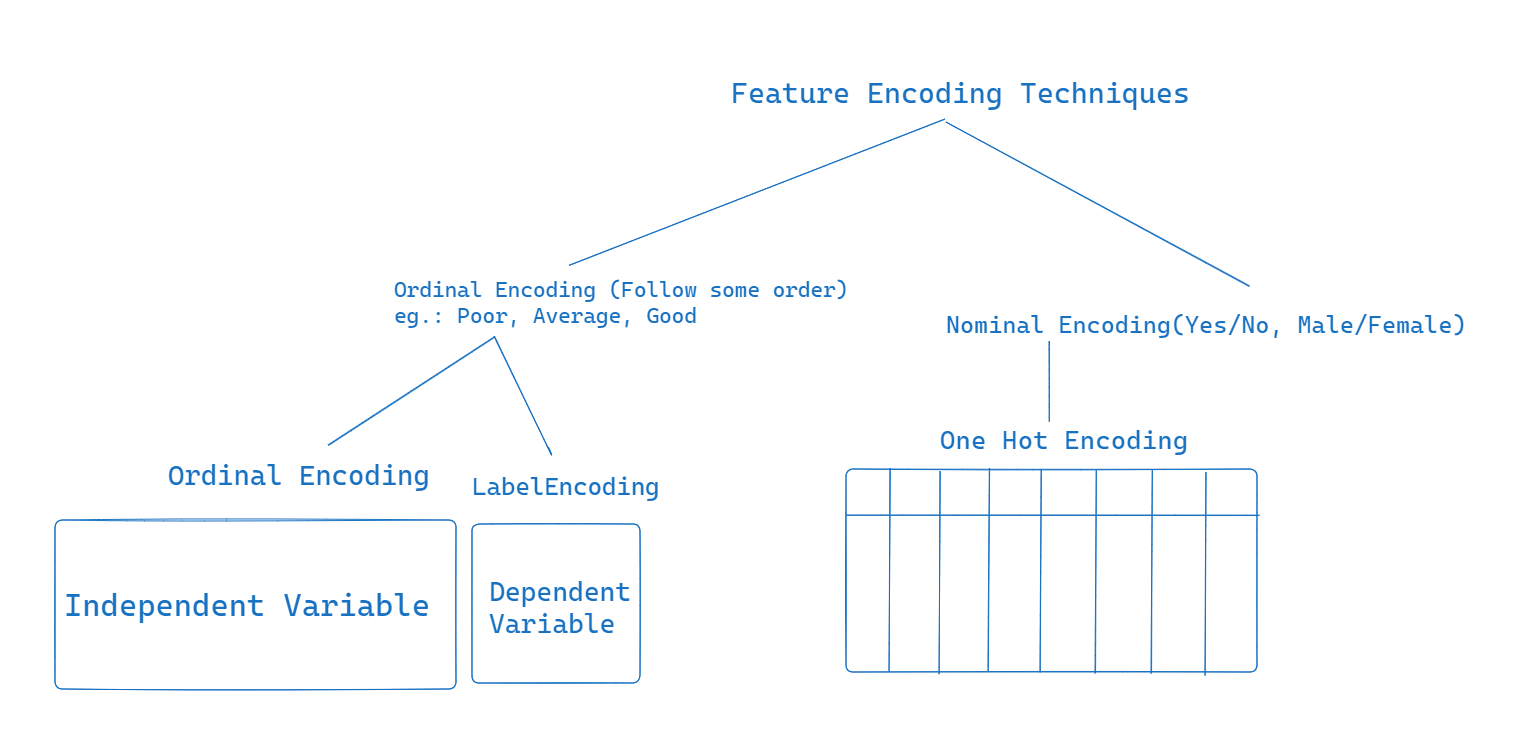 Feature Encoding Techniques
Ordinal Encoding (Follow some order)
eg.: Poor, Average, Good
Nominal Encoding(Yes/No, Male/Female)
Ordinal Encoding
LabelEncoding
One Hot Encoding
Independent Variable
Dependent
Variable